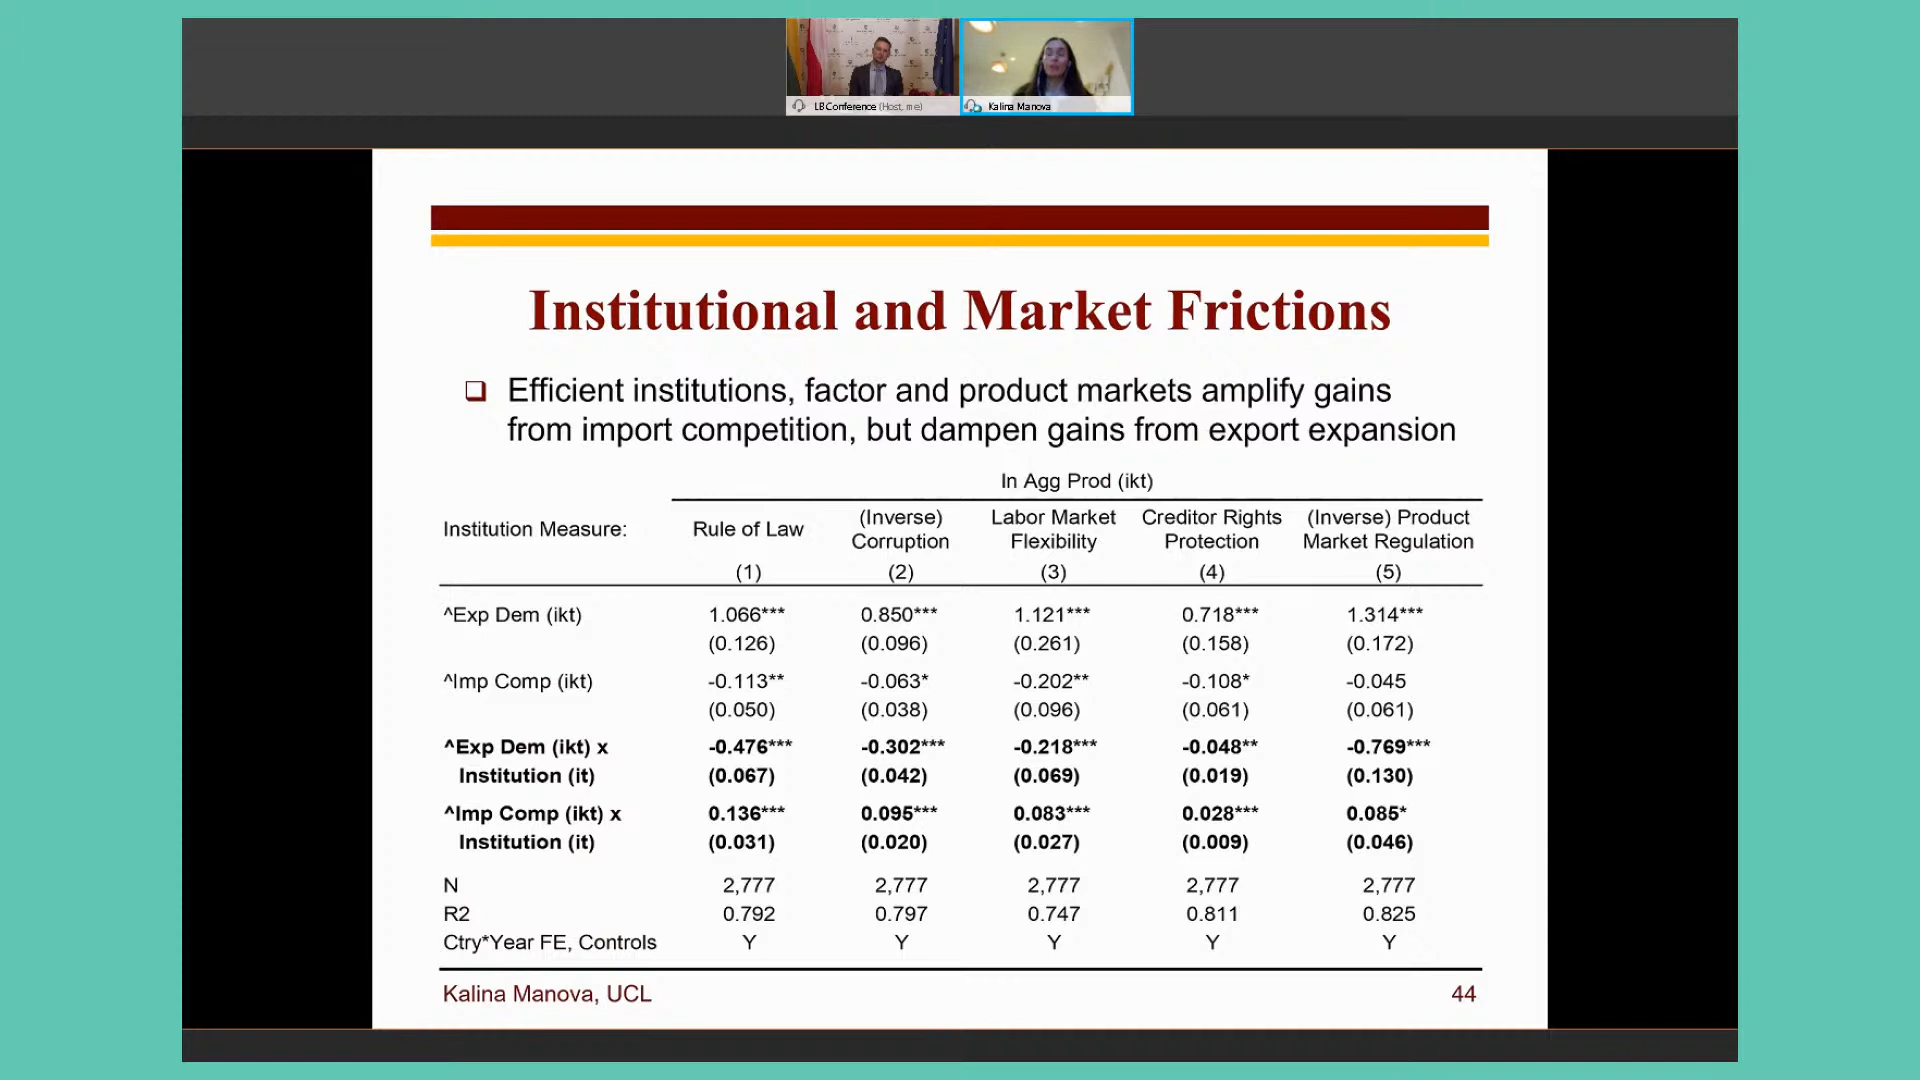 LB Conference (Host, me)
Kalina Manova
Institutional and Market Frictions
Efficient institutions, factor and product markets amplify gains
from import competition, but dampen gains from export expansion
ln Agg Prod (ikt)
Institution Measure: Rule of Law (Inverse) Corruption Labor Market Flexibility Creditor Rights Protection (Inverse) Product Market Regulation
(1) (2) (3) (4) (5)
^Exp Dem (ikt) 1.066*** 0.850*** 1.121*** 0.718*** 1.314***
(0.126) (0.096) (0.261) (0.158) (0.172)
^Imp Comp (ikt) -0.113** -0.063* -0.202** -0.108* -0.045
(0.050) (0.038) (0.096) (0.061) (0.061)
^Exp Dem (ikt) x -0.476*** -0.302*** -0.218*** -0.048** -0.769***
Institution (it) (0.067) (0.042) (0.069) (0.019) (0.130)
^Imp Comp (ikt) x 0.136*** 0.095*** 0.083*** 0.028*** 0.085*
Institution (it) (0.031) (0.020) (0.027) (0.009) (0.046)
N 2,777 2,777 2,777 2,777 2,777
R2 0.792 0.797 0.747 0.811 0.825
Ctry*Year FE, Controls Y Y Y Y Y
Kalina Manova, UCL 44